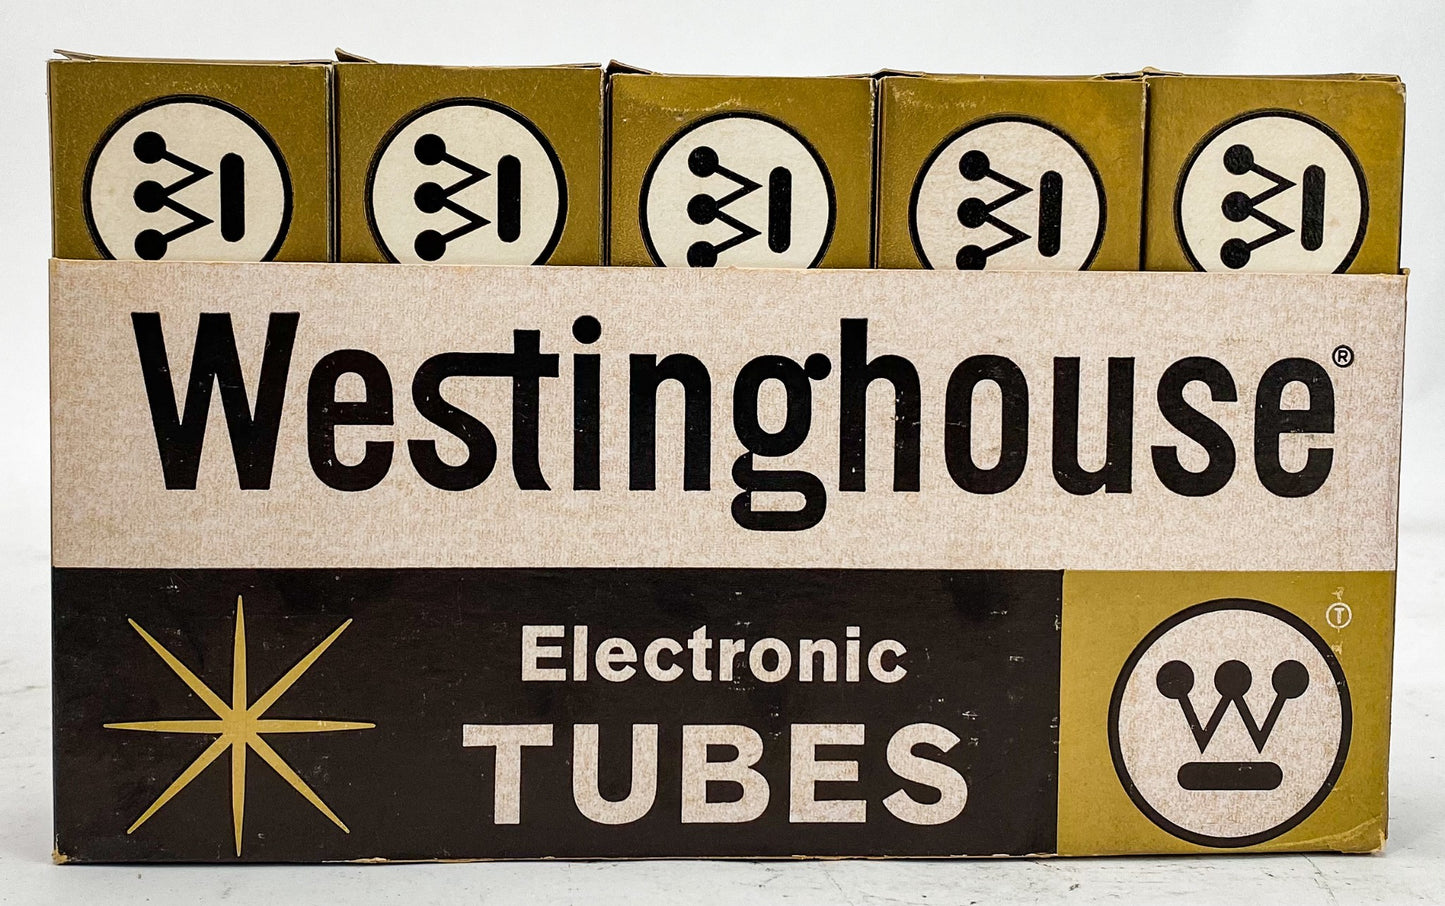 Westinghouse®
Electronic
TUBES
Ⓣ